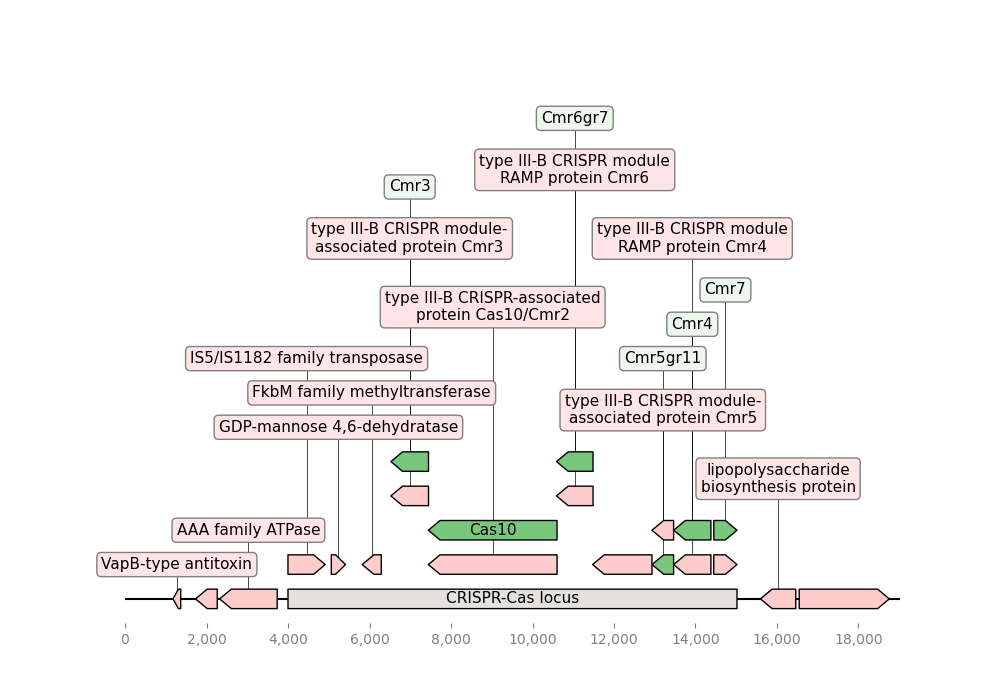 Cmr6gr7
type III-B CRISPR module
RAMP protein Cmr6
Cmr3
type III-B CRISPR module-
associated protein Cmr3
type III-B CRISPR module
RAMP protein Cmr4
Cmr7
type III-B CRISPR-associated
protein Cas10/Cmr2
Cmr4
IS5/IS1182 family transposase
Cmr5gr11
FkbM family methyltransferase
type III-B CRISPR module-
associated protein Cmr5
GDP-mannose 4,6-dehydratase
lipopolysaccharide
biosynthesis protein
AAA family ATPase
Cas10
VapB-type antitoxin
CRISPR-Cas locus
0 2,000 4,000 6,000 8,000 10,000 12,000 14,000 16,000 18,000